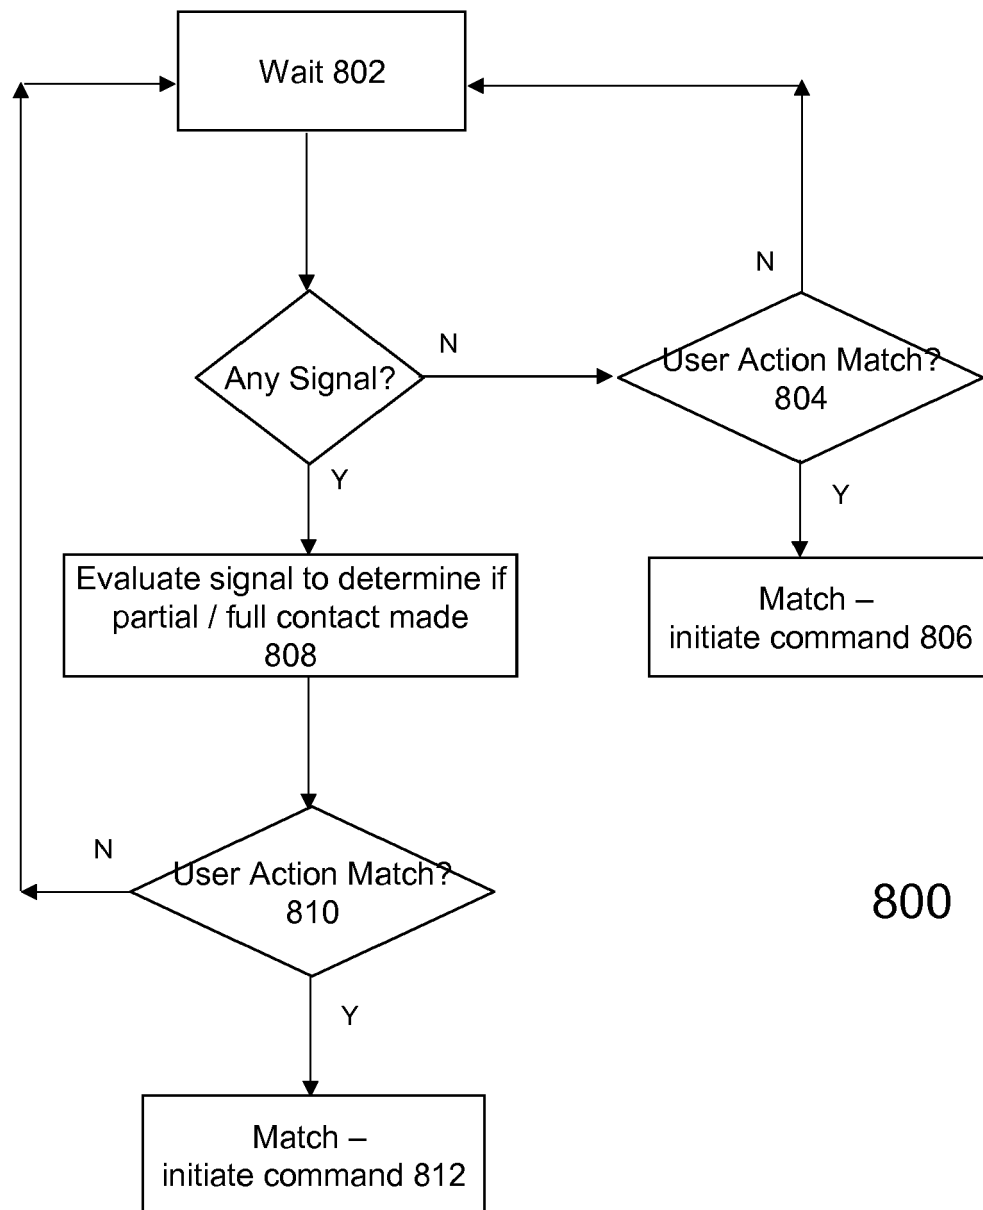 Wait 802
N
Any Signal?
N
User Action Match?
804
Y
Y
Evaluate signal to determine if
partial / full contact made
808
Match –
initiate command 806
N
User Action Match?
810
800
Y
Match –
initiate command 812